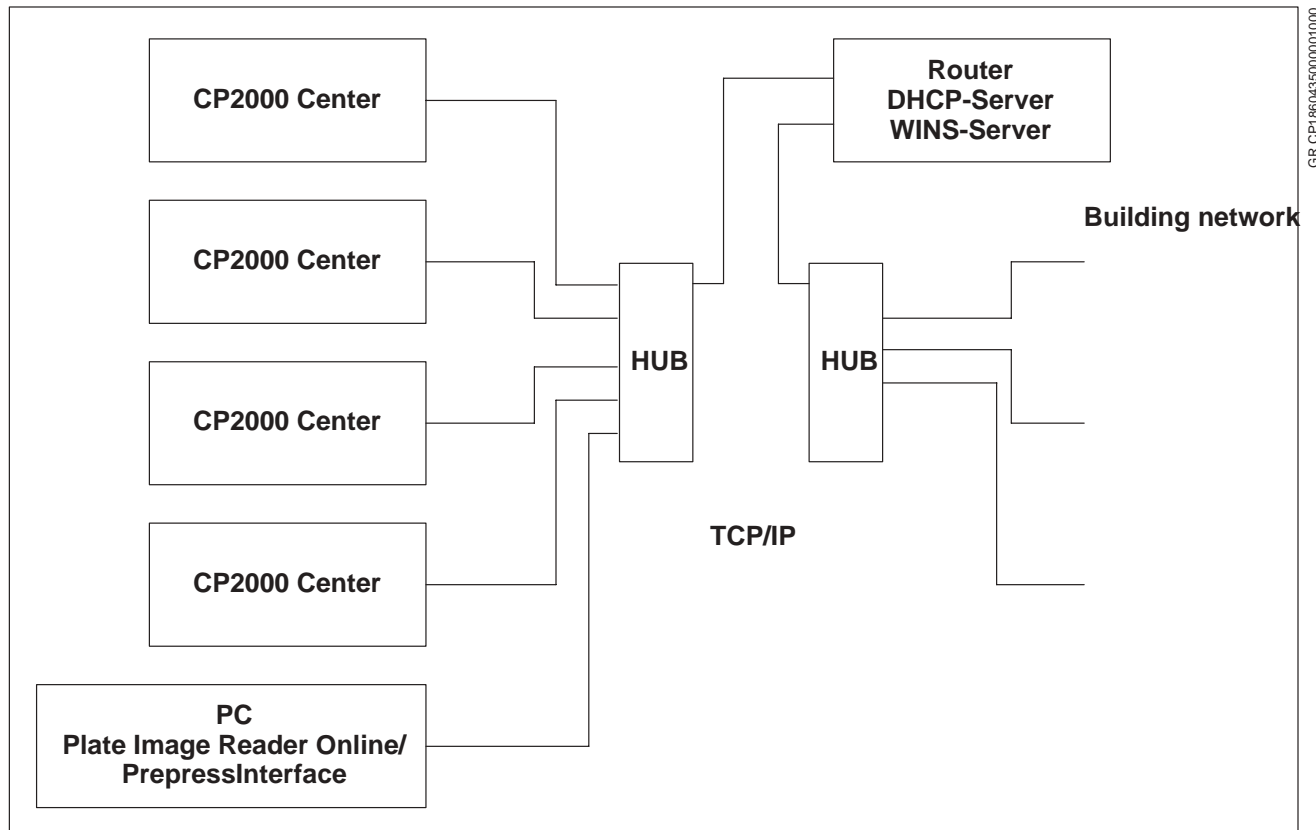 CP2000 Center
Router
DHCP-Server
WINS-Server
GR.CP1860435000001000
CP2000 Center
Building network
HUB
HUB
CP2000 Center
TCP/IP
CP2000 Center
PC
Plate Image Reader Online/
PrepressInterface